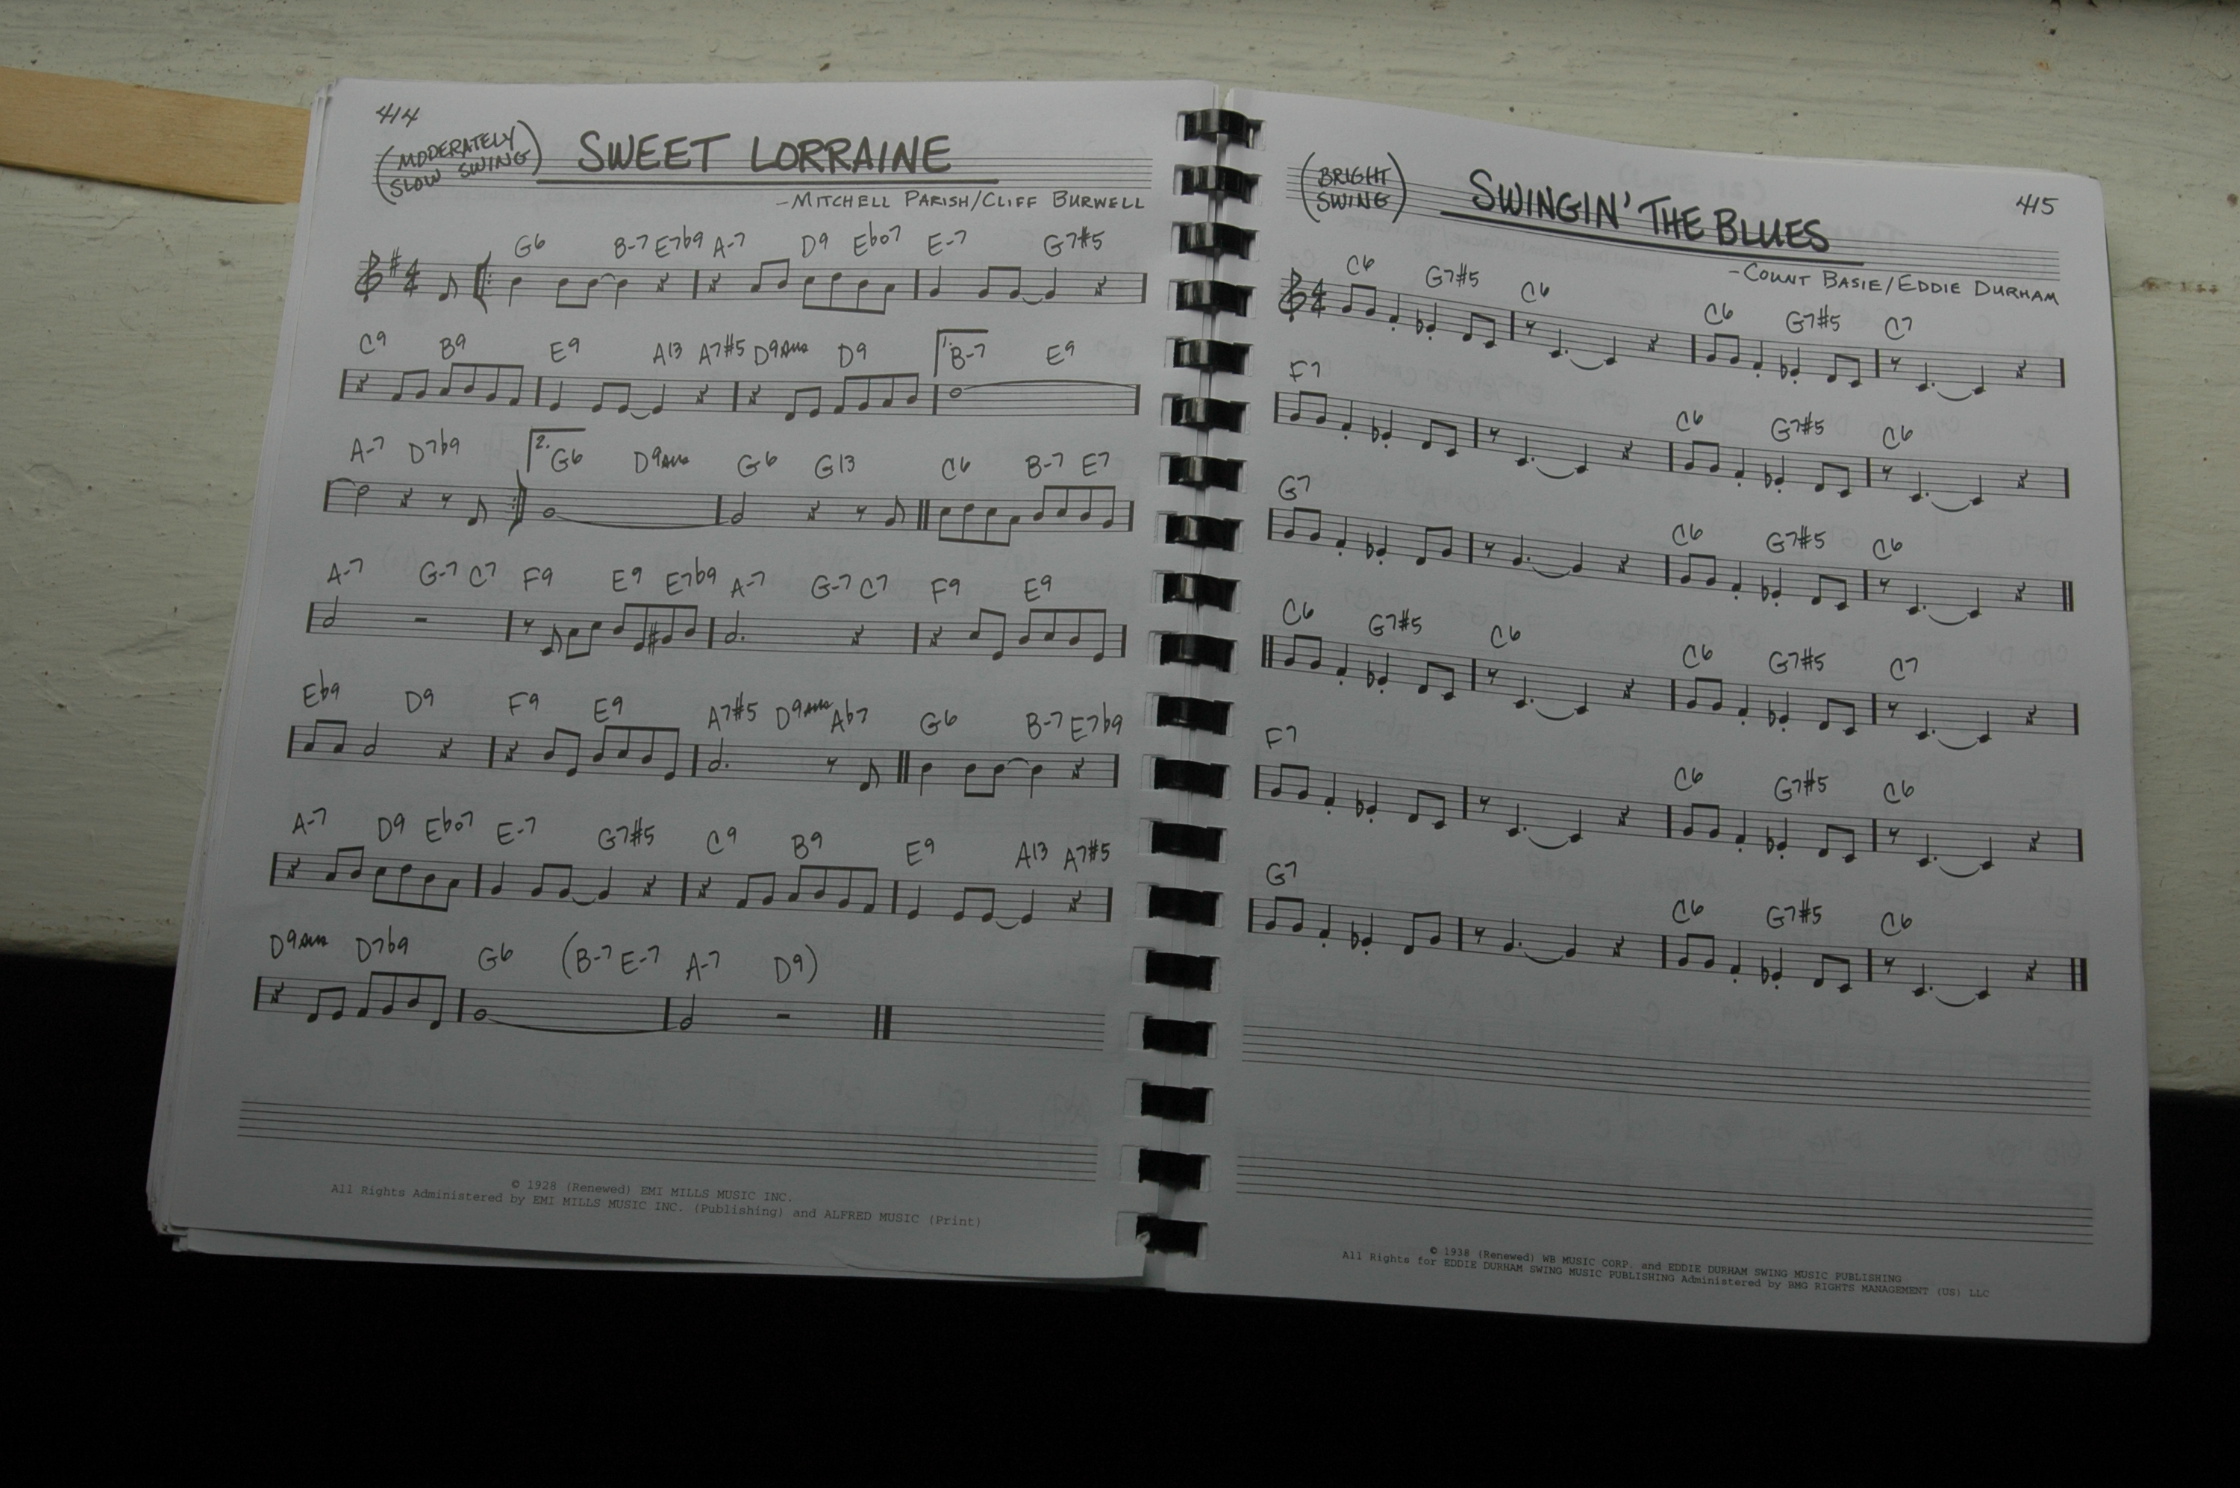 414
(MODERATELY SLOW SWING)
SWEET LORRAINE
-MITCHELL PARISH/CLIFF BURWELL
G6 B-7 E7b9 A-7 D9 Ebo7 E-7 G7#5
C9 B9 E9 A13 A7#5 D9sus D9 1. B-7 E9
A-7 D7b9 2. G6 D9sus G6 G13 C6 B-7 E7
A-7 G-7 C7 F9 E9 E7b9 A-7 G-7 C7 F9 E9
Eb9 D9 F9 E9 A7#5 D9sus Ab7 G6 B-7 E7b9
A-7 D9 Ebo7 E-7 G7#5 C9 B9 E9 A13 A7#5
D9sus D7b9 G6 (B-7 E-7 A-7 D9)
© 1928 (Renewed) EMI MILLS MUSIC INC.
All Rights Administered by EMI MILLS MUSIC INC. (Publishing) and ALFRED MUSIC (Print)
415
(BRIGHT SWING)
SWINGIN' THE BLUES
-COUNT BASIE/EDDIE DURHAM
C6 G7#5 C6 C6 G7#5 C7
F7 C6 G7#5 C6
G7 C6 G7#5 C6
C6 G7#5 C6 C6 G7#5 C7
F7 C6 G7#5 C6
G7 C6 G7#5 C6
© 1938 (Renewed) WB MUSIC CORP. and EDDIE DURHAM SWING MUSIC PUBLISHING
All Rights for EDDIE DURHAM SWING MUSIC PUBLISHING Administered by BMG RIGHTS MANAGEMENT (US) LLC